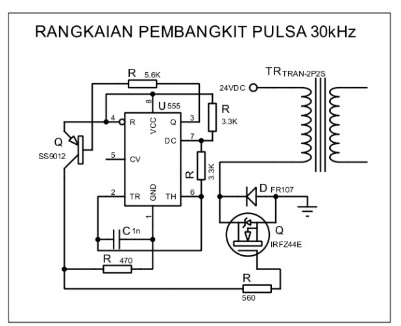 RANGKAIAN PEMBANGKIT PULSA 30kHz
R 5.6K
TR TRAN-2P2S
24VDC
U 555
4 R
8
VCC
Q 3
R
3.3K
Q
SS9012
DC 7
5 CV
R
3.3K
2 TR
GND
TH 6
1
D FR107
C 1n
Q
IRFZ44E
R 470
R
560